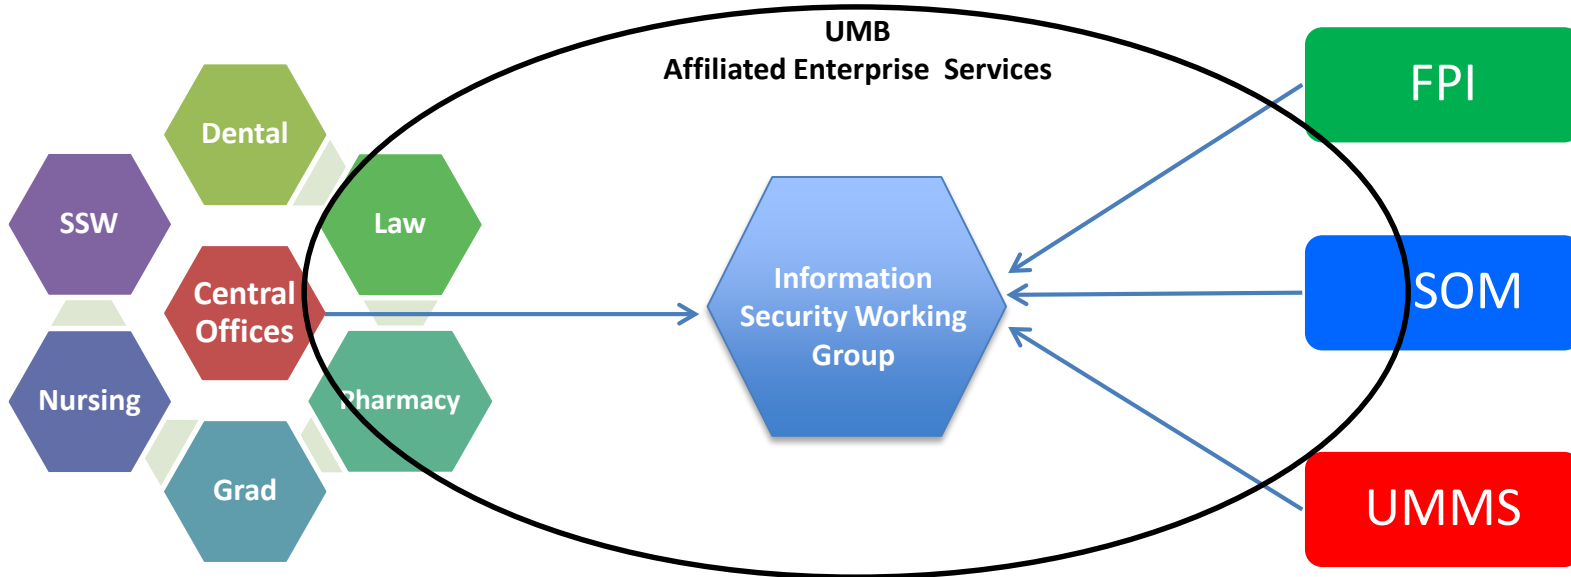 UMB
Affiliated Enterprise Services
Dental
SSW
Law
Central
Offices
Nursing
Pharmacy
Grad
Information
Security Working
Group
FPI
SOM
UMMS